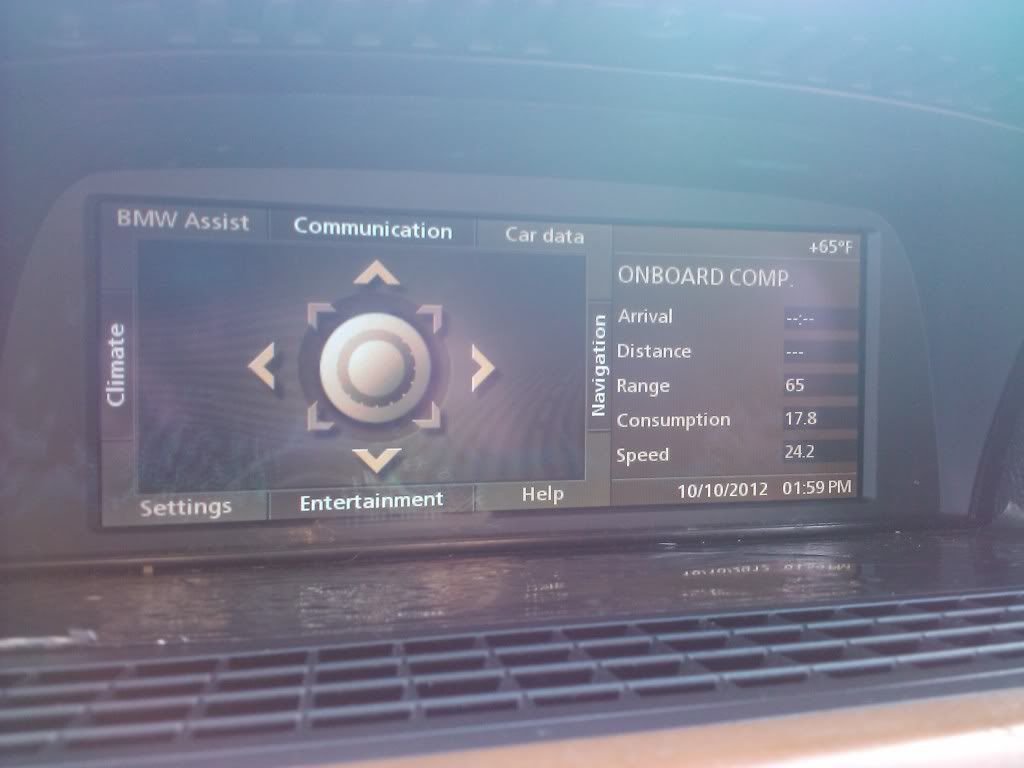 BMW Assist
Communication
Car data
+65°F
Climate
Navigation
ONBOARD COMP.
Arrival --:--
Distance ---
Range 65
Consumption 17.8
Speed 24.2
Settings
Entertainment
Help
10/10/2012 01:59 PM